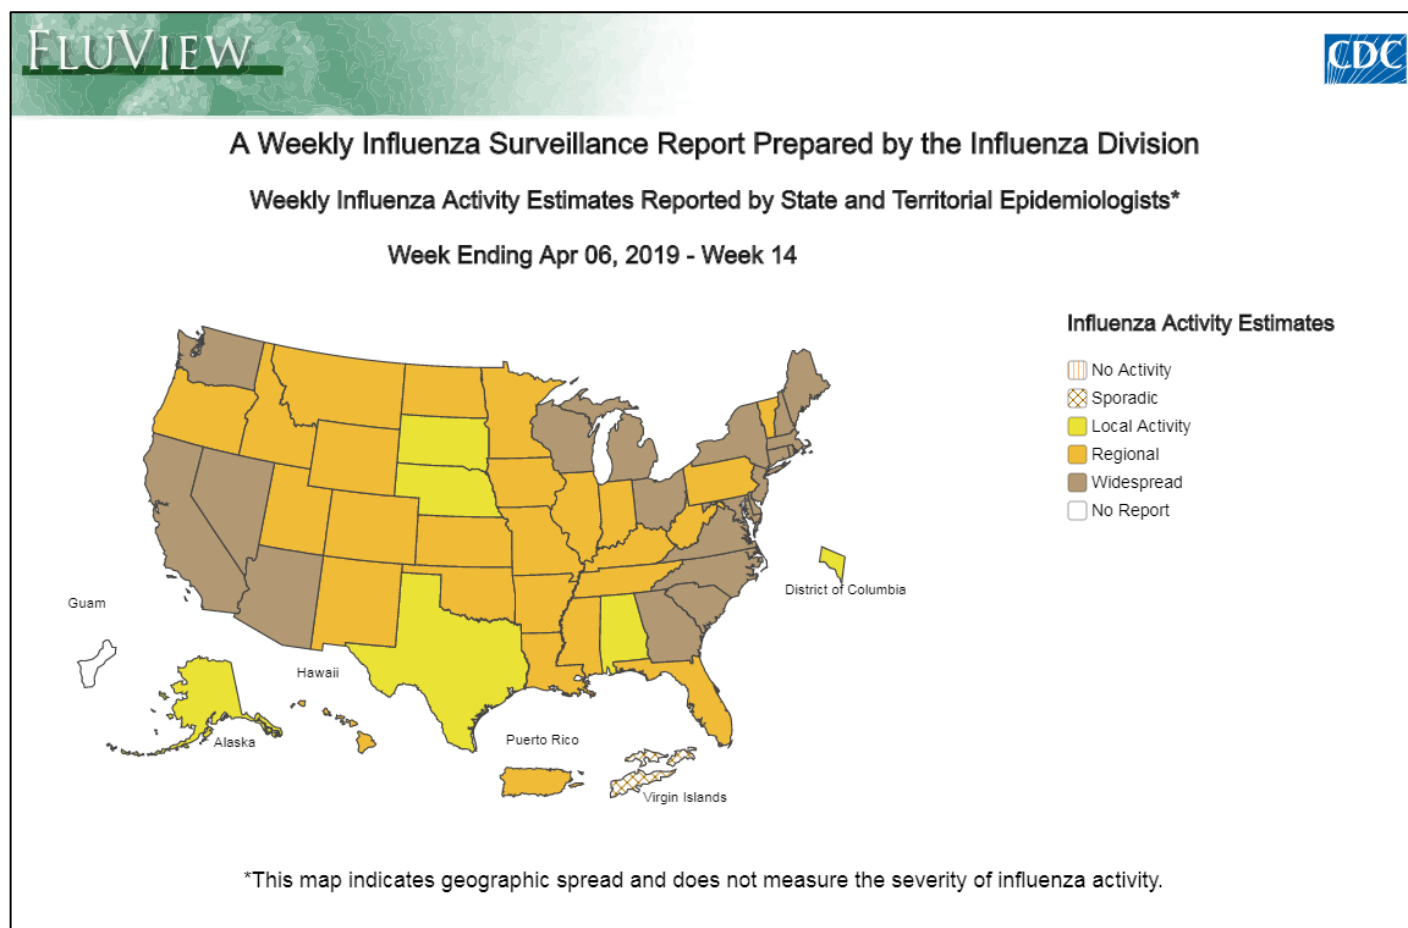 FLUVIEW
CDC
A Weekly Influenza Surveillance Report Prepared by the Influenza Division
Weekly Influenza Activity Estimates Reported by State and Territorial Epidemiologists*
Week Ending Apr 06, 2019 - Week 14
Influenza Activity Estimates
No Activity
Sporadic
Local Activity
Regional
Widespread
No Report
District of Columbia
Guam
Hawaii
Alaska
Puerto Rico
Virgin Islands
*This map indicates geographic spread and does not measure the severity of influenza activity.